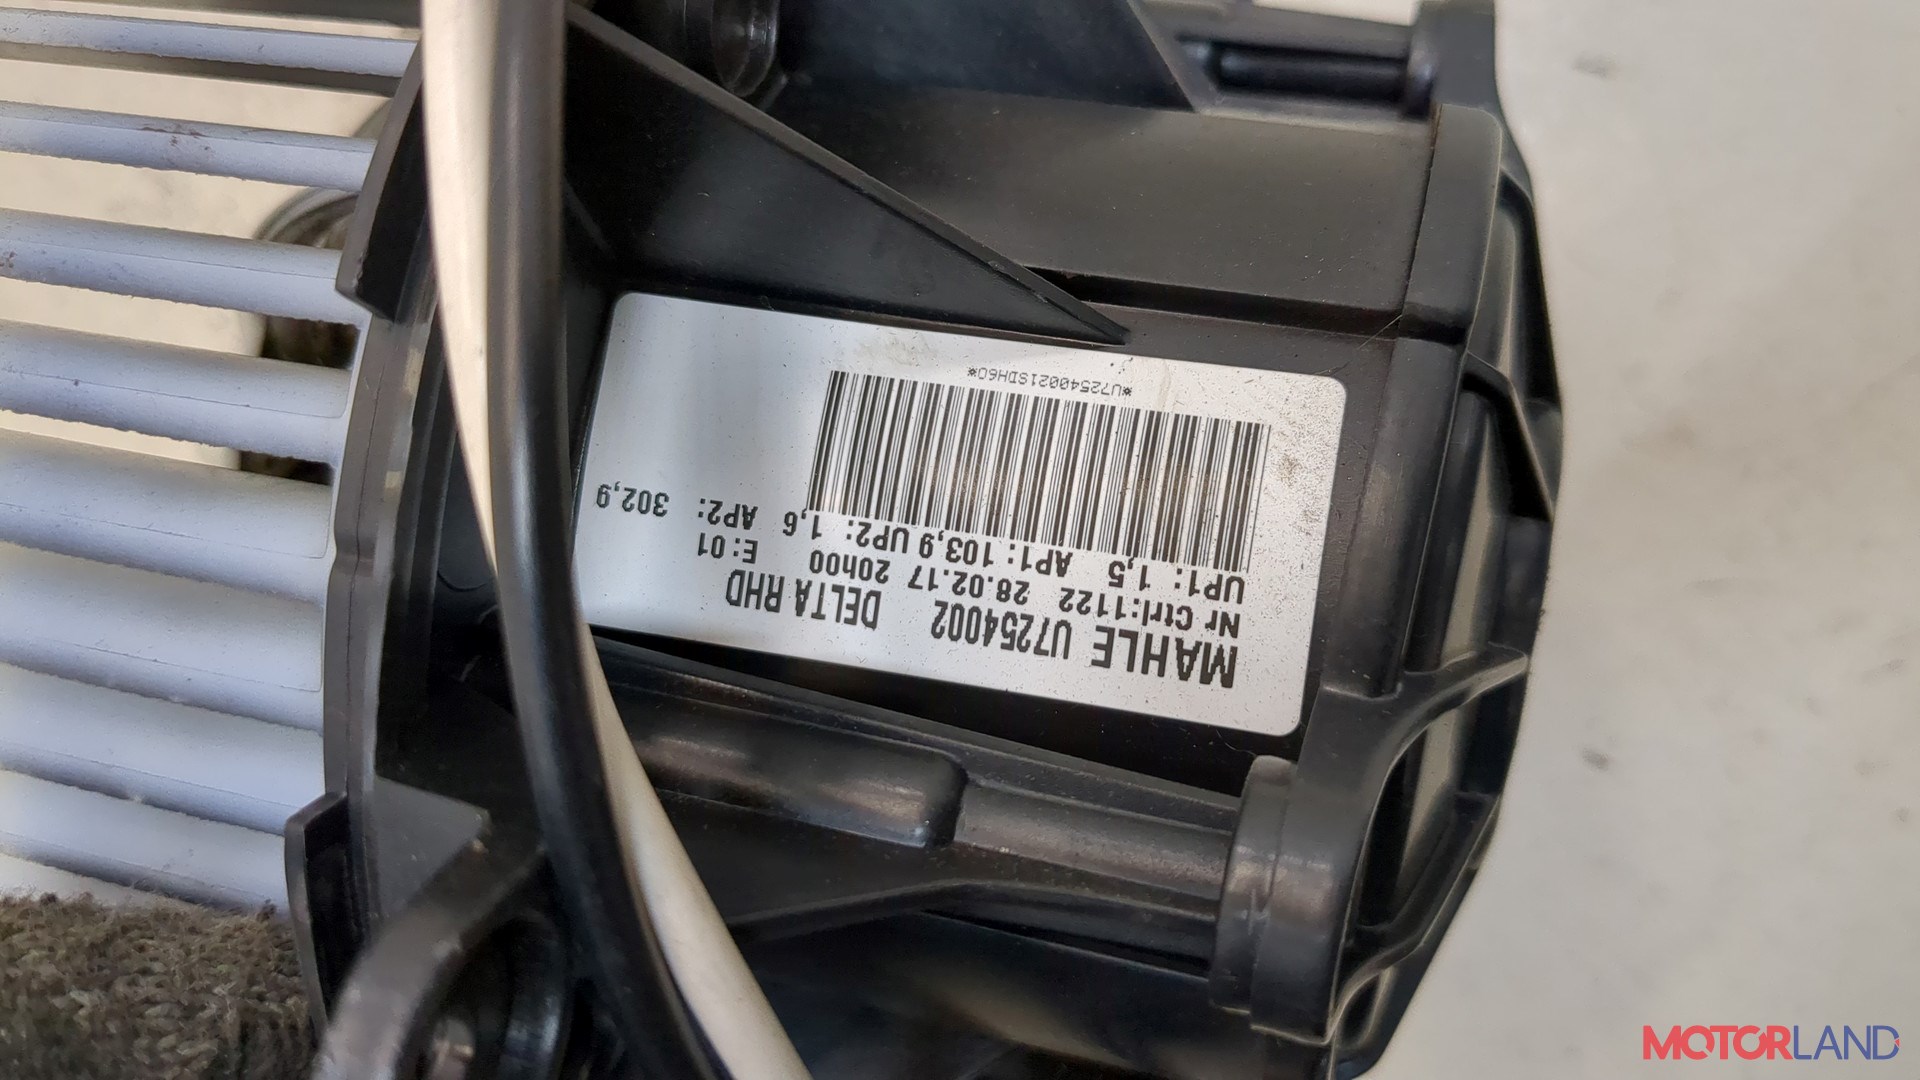 MAHLE U7254002 DELTA RHD
Nr Ctrl:1122 28.02.17 20h00 E:01
UP1: 1,5 AP1: 103,9 UP2: 1,6 AP2: 302,9
*U72540021SDH60*
MOTORLAND